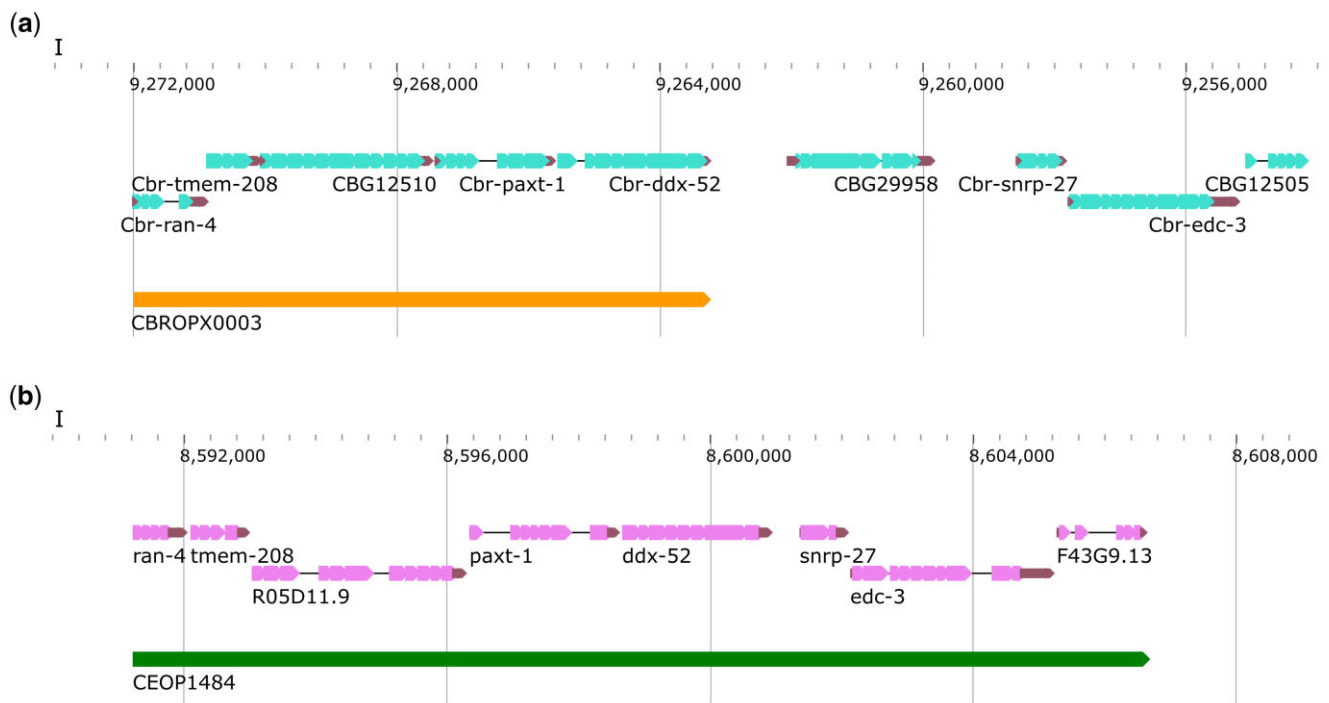 (a)
I
9,272,000 9,268,000 9,264,000 9,260,000 9,256,000
Cbr-tmem-208 CBG12510 Cbr-paxt-1 Cbr-ddx-52 CBG29958 Cbr-snrp-27 CBG12505
Cbr-ran-4 Cbr-edc-3
CBROPX0003
(b)
I
8,592,000 8,596,000 8,600,000 8,604,000 8,608,000
ran-4 tmem-208 paxt-1 ddx-52 snrp-27 F43G9.13
R05D11.9 edc-3
CEOP1484